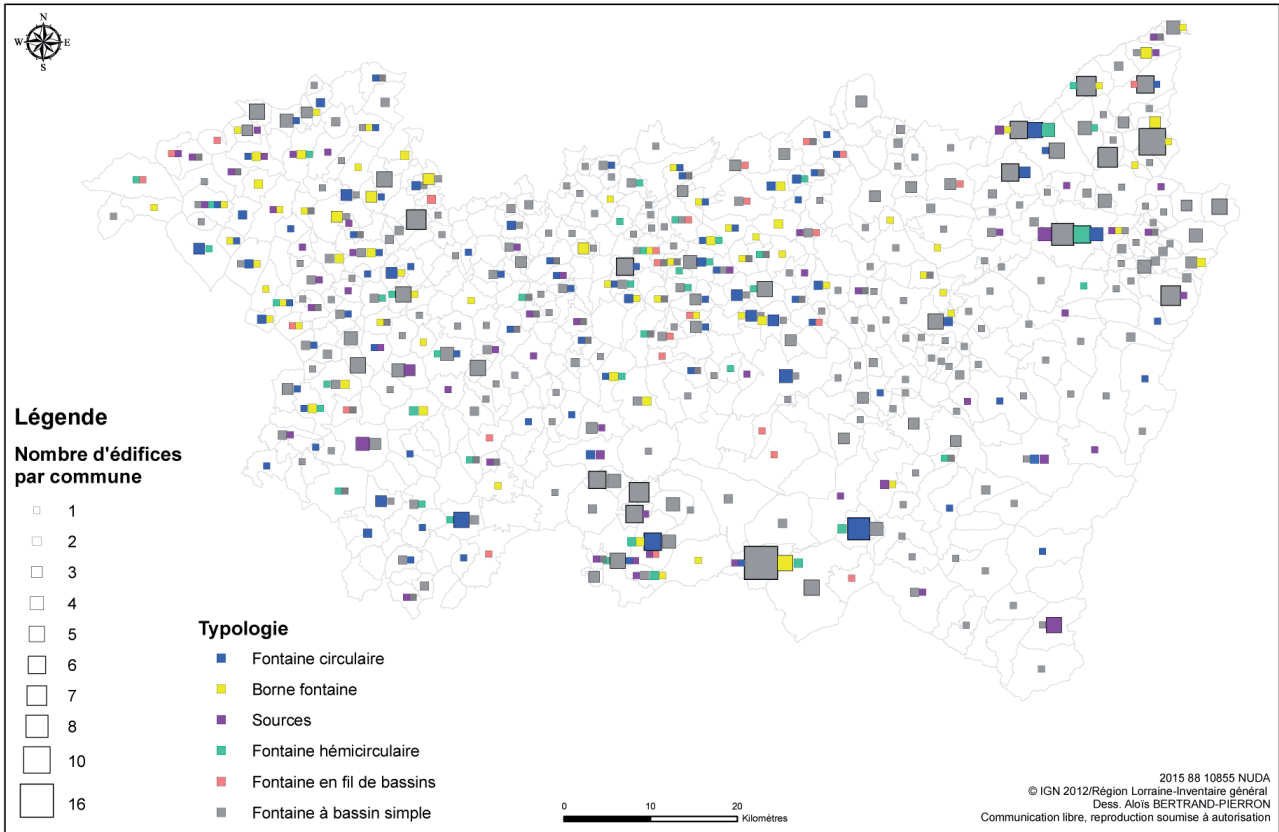 N
W E
S
Légende
Nombre d'édifices
par commune
1
2
3
4
5
6
7
8
10
16
Typologie
Fontaine circulaire
Borne fontaine
Sources
Fontaine hémicirculaire
Fontaine en fil de bassins
Fontaine à bassin simple
0 10 20
Kilomètres
2015 88 10855 NUDA
© IGN 2012/Région Lorraine-Inventaire général
Dess. Aloïs BERTRAND-PIERRON
Communication libre, reproduction soumise à autorisation